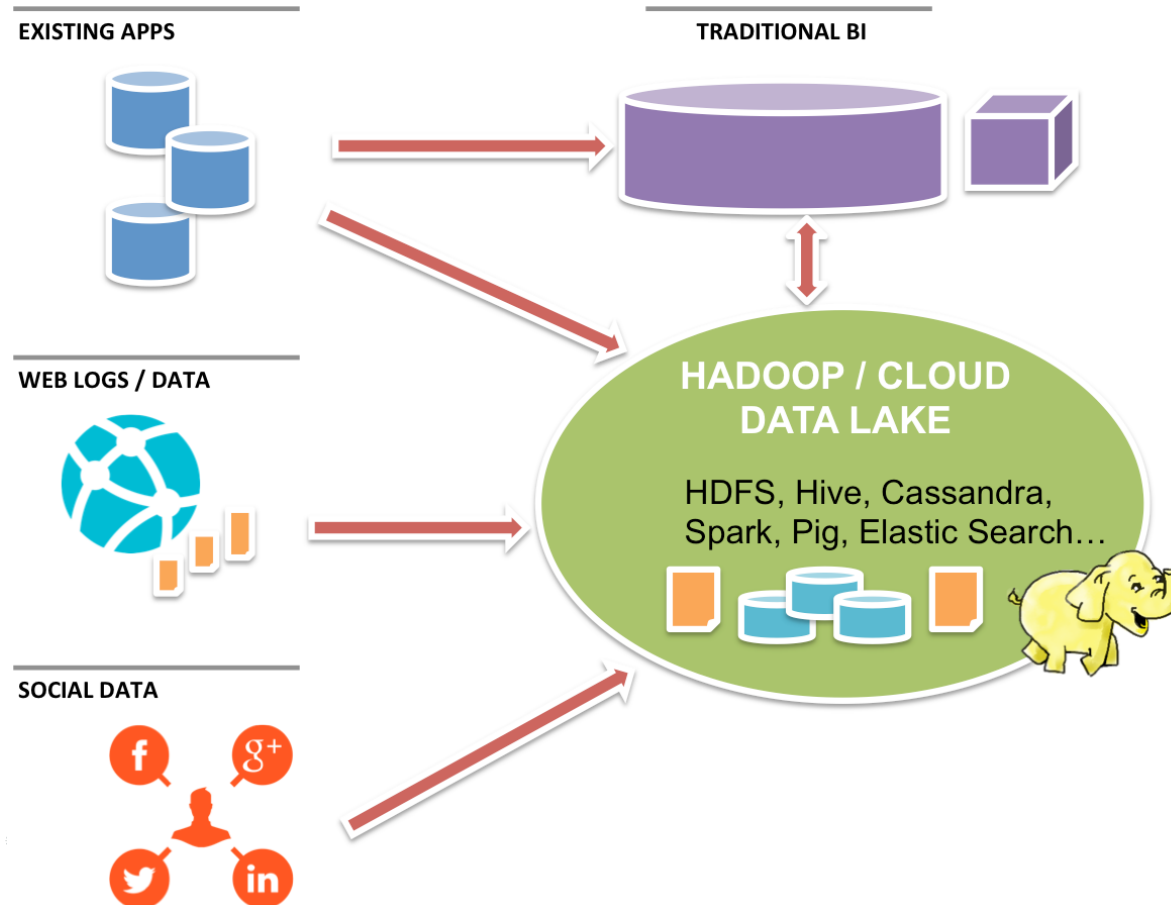 EXISTING APPS
TRADITIONAL BI
WEB LOGS / DATA
HADOOP / CLOUD
DATA LAKE
HDFS, Hive, Cassandra,
Spark, Pig, Elastic Search…
SOCIAL DATA
f
g+
in